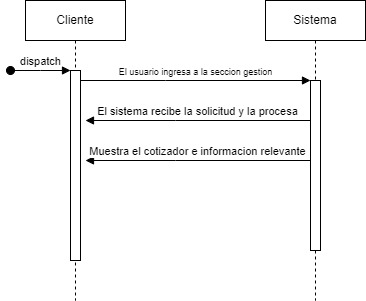 Cliente
Sistema
dispatch
El usuario ingresa a la seccion gestion
El sistema recibe la solicitud y la procesa
Muestra el cotizador e informacion relevante